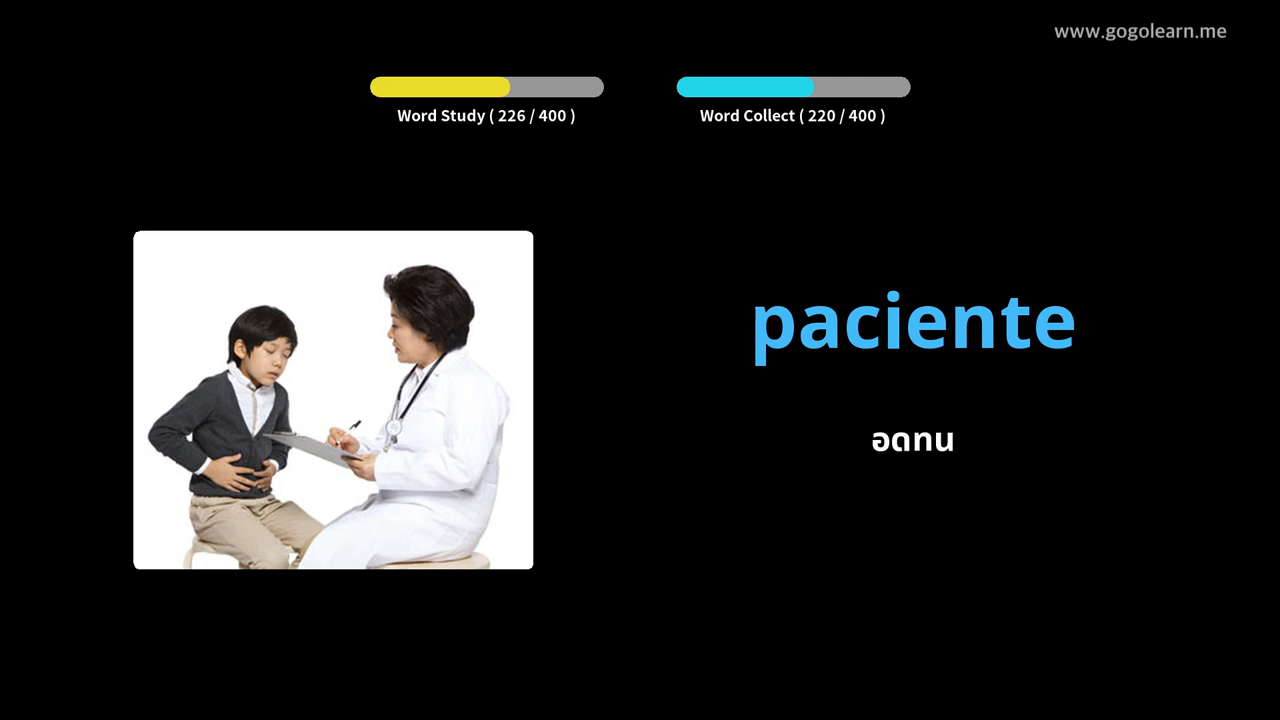 www.gogolearn.me
Word Study ( 226 / 400 )
Word Collect ( 220 / 400 )
paciente
อดทน